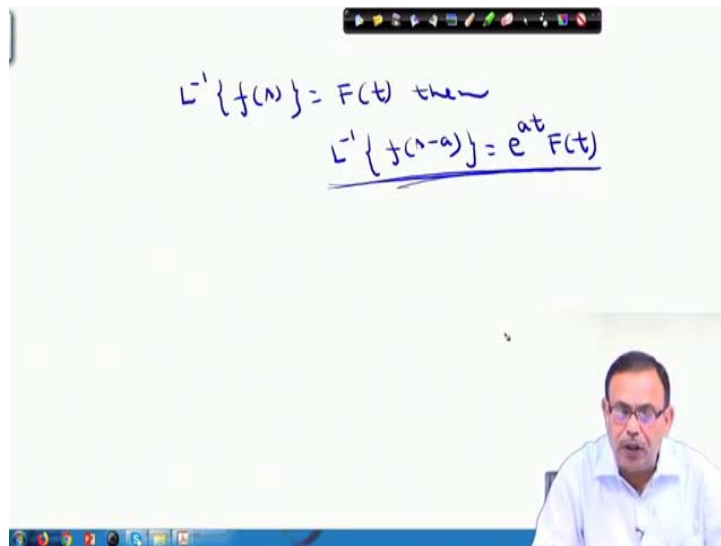 L⁻¹{f(s)} = F(t) then
L⁻¹{f(s-a)} = e^{at} F(t)